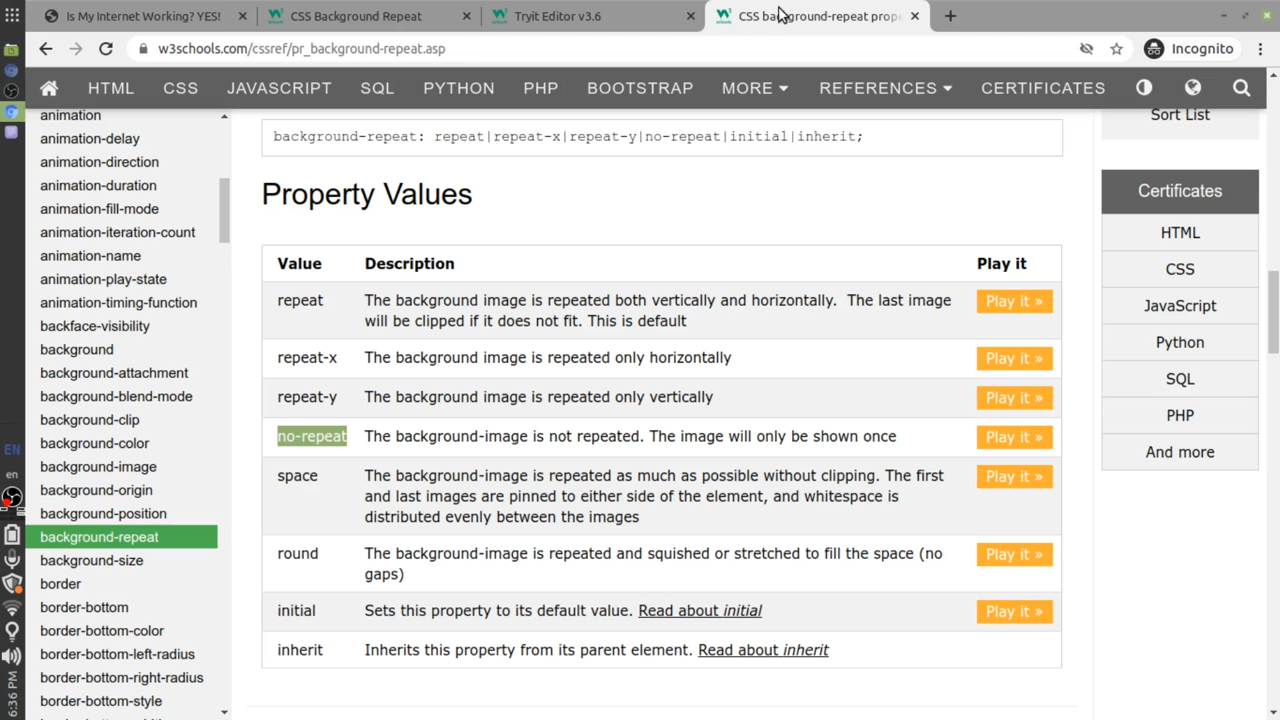 Is My Internet Working? YES!
CSS Background Repeat
Tryit Editor v3.6
CSS background-repeat prope
w3schools.com/cssref/pr_background-repeat.asp
Incognito
HTML CSS JAVASCRIPT SQL PYTHON PHP BOOTSTRAP MORE REFERENCES CERTIFICATES
animation
animation-delay
animation-direction
animation-duration
animation-fill-mode
animation-iteration-count
animation-name
animation-play-state
animation-timing-function
backface-visibility
background
background-attachment
background-blend-mode
background-clip
background-color
background-image
background-origin
background-position
background-repeat
background-size
border
border-bottom
border-bottom-color
border-bottom-left-radius
border-bottom-right-radius
border-bottom-style
background-repeat: repeat|repeat-x|repeat-y|no-repeat|initial|inherit;
Property Values
Value Description Play it
repeat The background image is repeated both vertically and horizontally. The last image Play it »
will be clipped if it does not fit. This is default
repeat-x The background image is repeated only horizontally Play it »
repeat-y The background image is repeated only vertically Play it »
no-repeat The background-image is not repeated. The image will only be shown once Play it »
space The background-image is repeated as much as possible without clipping. The first Play it »
and last images are pinned to either side of the element, and whitespace is
distributed evenly between the images
round The background-image is repeated and squished or stretched to fill the space (no Play it »
gaps)
initial Sets this property to its default value. Read about initial Play it »
inherit Inherits this property from its parent element. Read about inherit
Sort List
Certificates
HTML
CSS
JavaScript
Python
SQL
PHP
And more
EN
en
6:36 PM